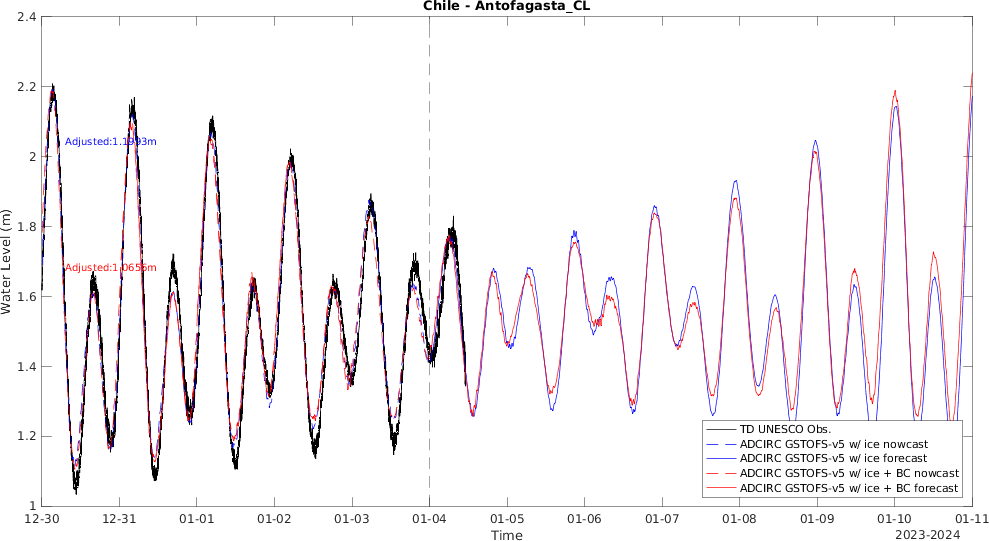 Chile - Antofagasta_CL
2.4
2.2
2
1.8
1.6
1.4
1.2
1
Water Level (m)
Adjusted:1.1993m
Adjusted:1.0656m
TD UNESCO Obs.
ADCIRC GSTOFS-v5 w/ ice nowcast
ADCIRC GSTOFS-v5 w/ ice forecast
ADCIRC GSTOFS-v5 w/ ice + BC nowcast
ADCIRC GSTOFS-v5 w/ ice + BC forecast
12-30 12-31 01-01 01-02 01-03 01-04 01-05 01-06 01-07 01-08 01-09 01-10 01-11
Time
2023-2024